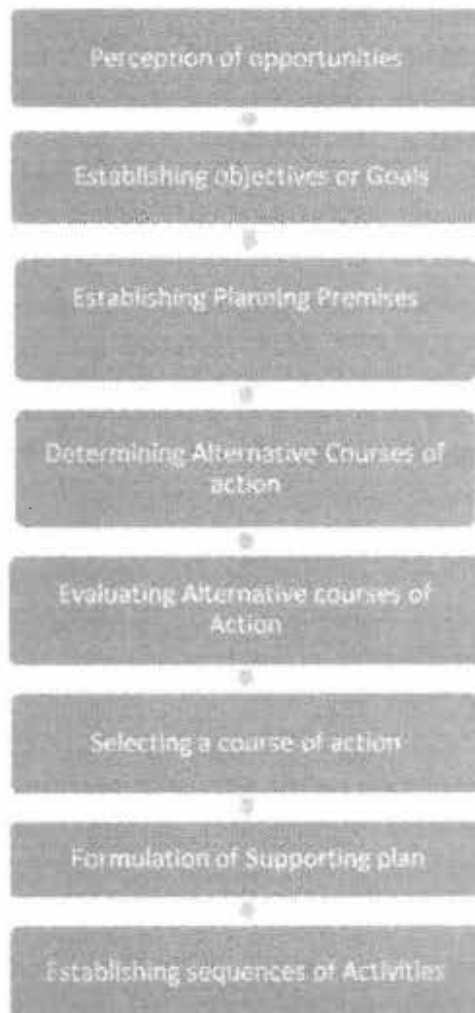 Perception of opportunities
Establishing objectives or Goals
Establishing Planning Premises
Determining Alternative Courses of
action
Evaluating Alternative courses of
Action
Selecting a course of action
Formulation of Supporting plan
Establishing sequences of Activities